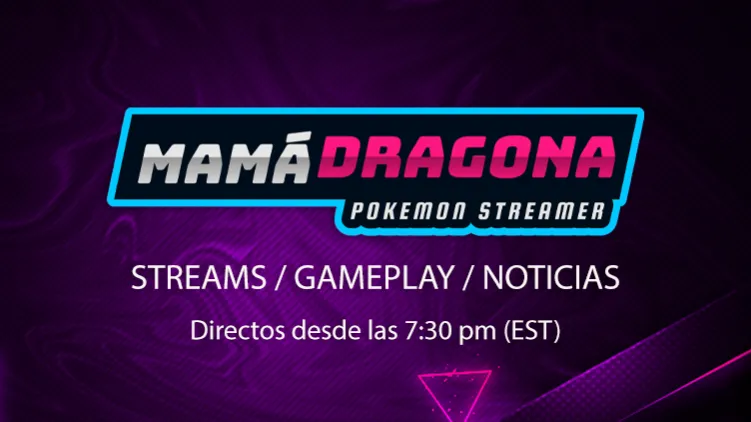 MAMÁ DRAGONA
POKEMON STREAMER
STREAMS / GAMEPLAY / NOTICIAS
Directos desde las 7:30 pm (EST)